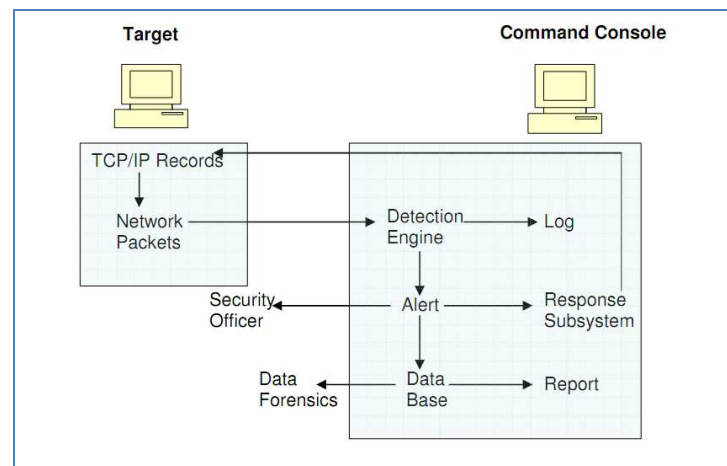 Target
Command Console
TCP/IP Records
Network
Packets
Detection
Engine
Log
Security
Officer
Alert
Response
Subsystem
Data
Forensics
Data
Base
Report